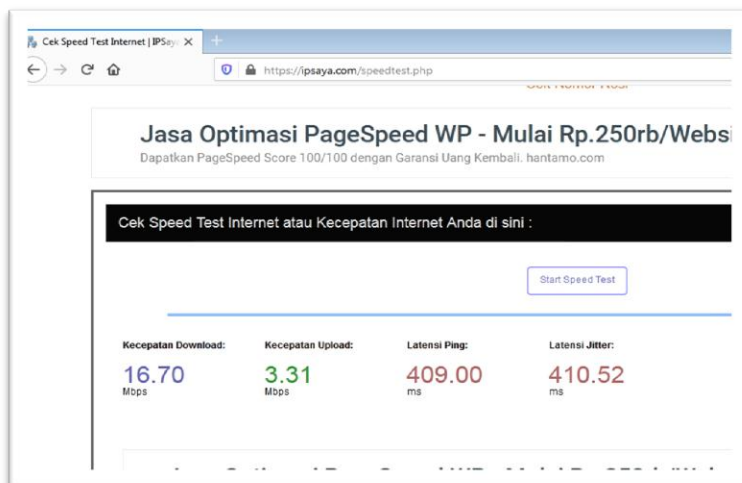 Cek Speed Test Internet | IPSaya
https://ipsaya.com/speedtest.php
Jasa Optimasi PageSpeed WP - Mulai Rp.250rb/Websi
Dapatkan PageSpeed Score 100/100 dengan Garansi Uang Kembali. hantamo.com
Cek Speed Test Internet atau Kecepatan Internet Anda di sini :
Start Speed Test
Kecepatan Download: Kecepatan Upload: Latensi Ping: Latensi Jitter:
16.70 3.31 409.00 410.52
Mbps Mbps ms ms